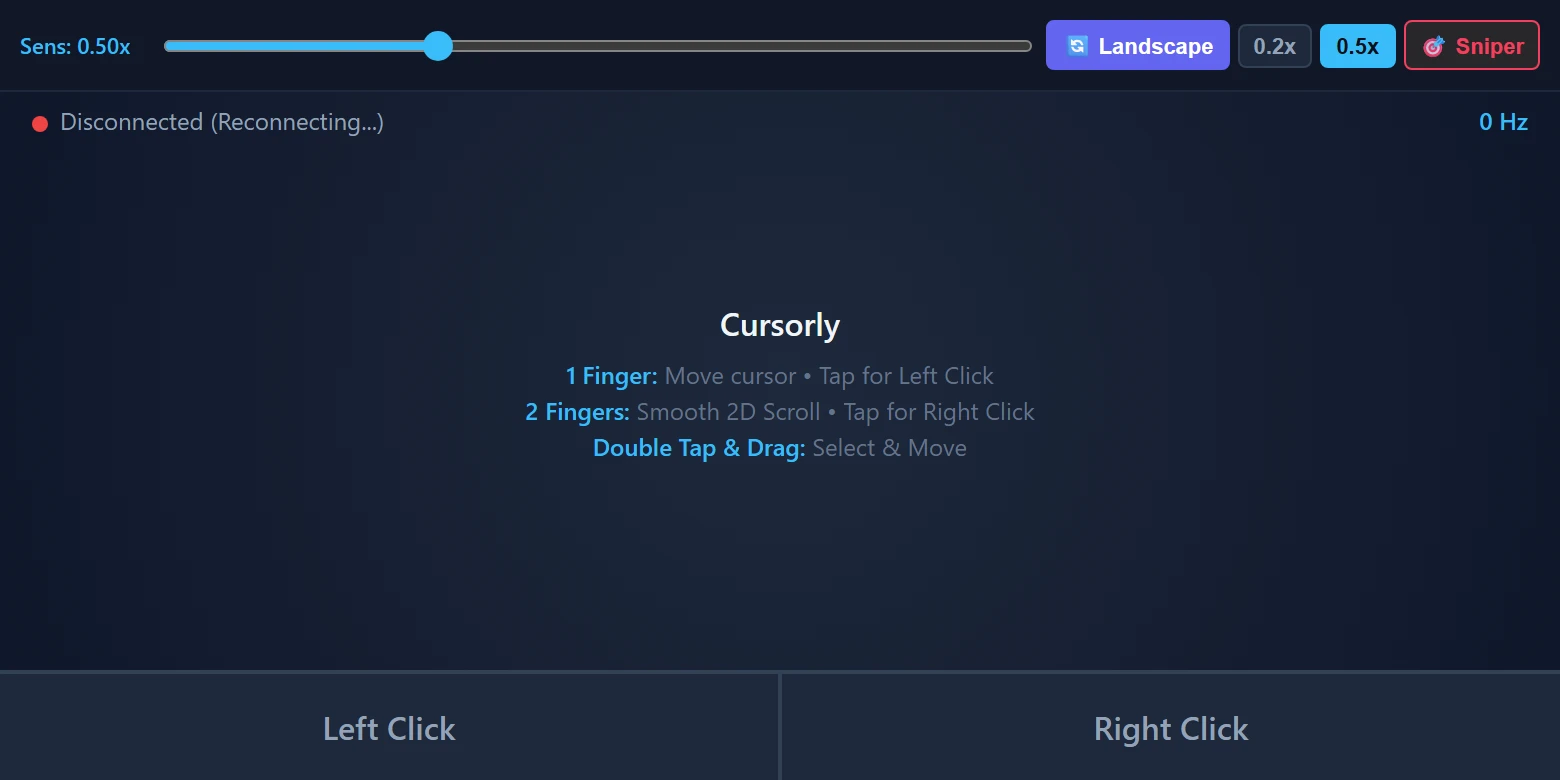 Sens: 0.50x
Landscape
0.2x
0.5x
Sniper
Disconnected (Reconnecting...)
0 Hz
Cursorly
1 Finger: Move cursor • Tap for Left Click
2 Fingers: Smooth 2D Scroll • Tap for Right Click
Double Tap & Drag: Select & Move
Left Click
Right Click